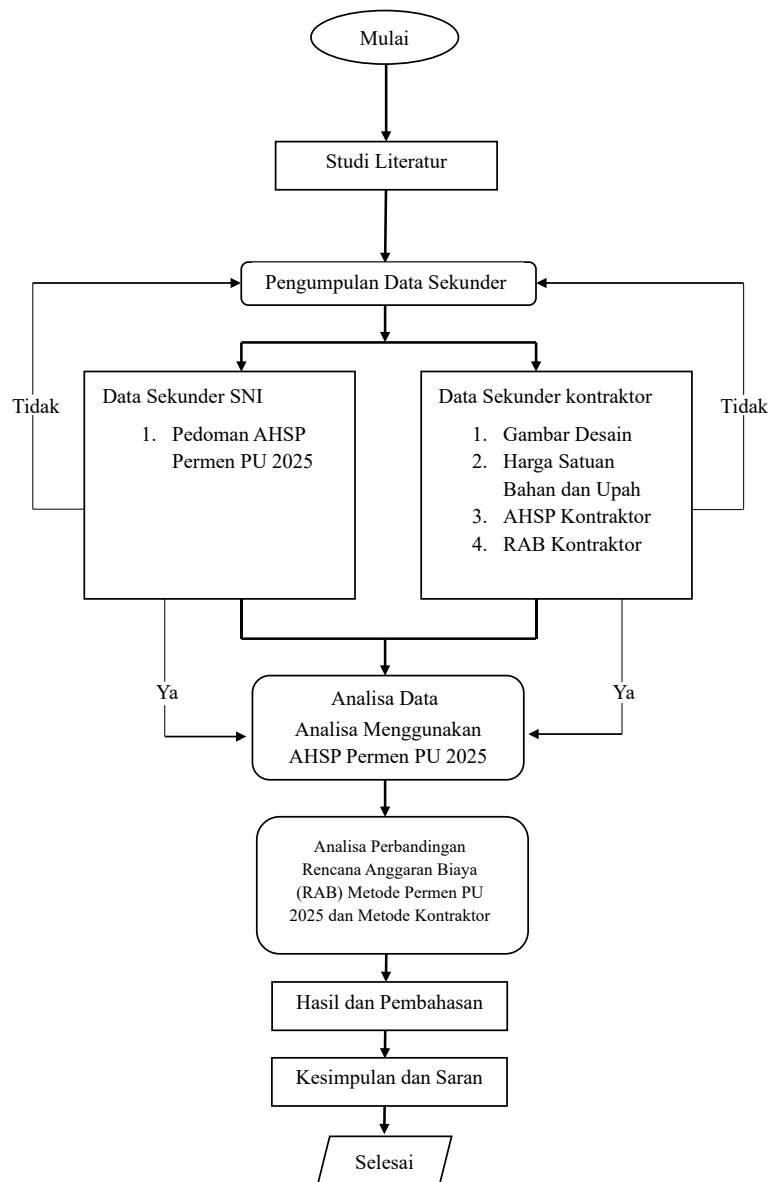 Mulai
Studi Literatur
Pengumpulan Data Sekunder
Tidak
Data Sekunder SNI
1. Pedoman AHSP
Permen PU 2025
Data Sekunder kontraktor
1. Gambar Desain
2. Harga Satuan
Bahan dan Upah
3. AHSP Kontraktor
4. RAB Kontraktor
Tidak
Ya
Ya
Analisa Data
Analisa Menggunakan
AHSP Permen PU 2025
Analisa Perbandingan
Rencana Anggaran Biaya
(RAB) Metode Permen PU
2025 dan Metode Kontraktor
Hasil dan Pembahasan
Kesimpulan dan Saran
Selesai